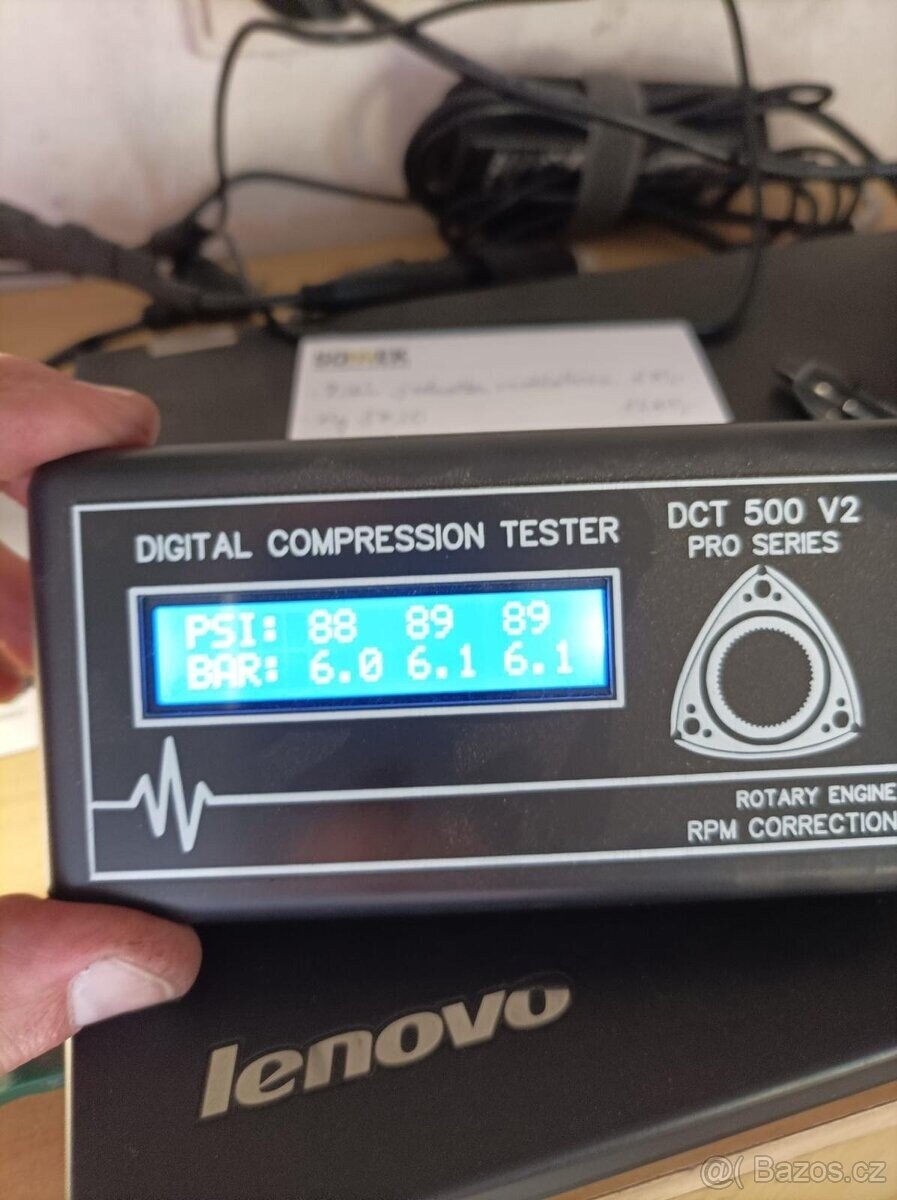 DIGITAL COMPRESSION TESTER
DCT 500 V2
PRO SERIES
PSI: 88 89 89
BAR: 6.0 6.1 6.1
ROTARY ENGINE
RPM CORRECTION
lenovo
@( Bazos.cz